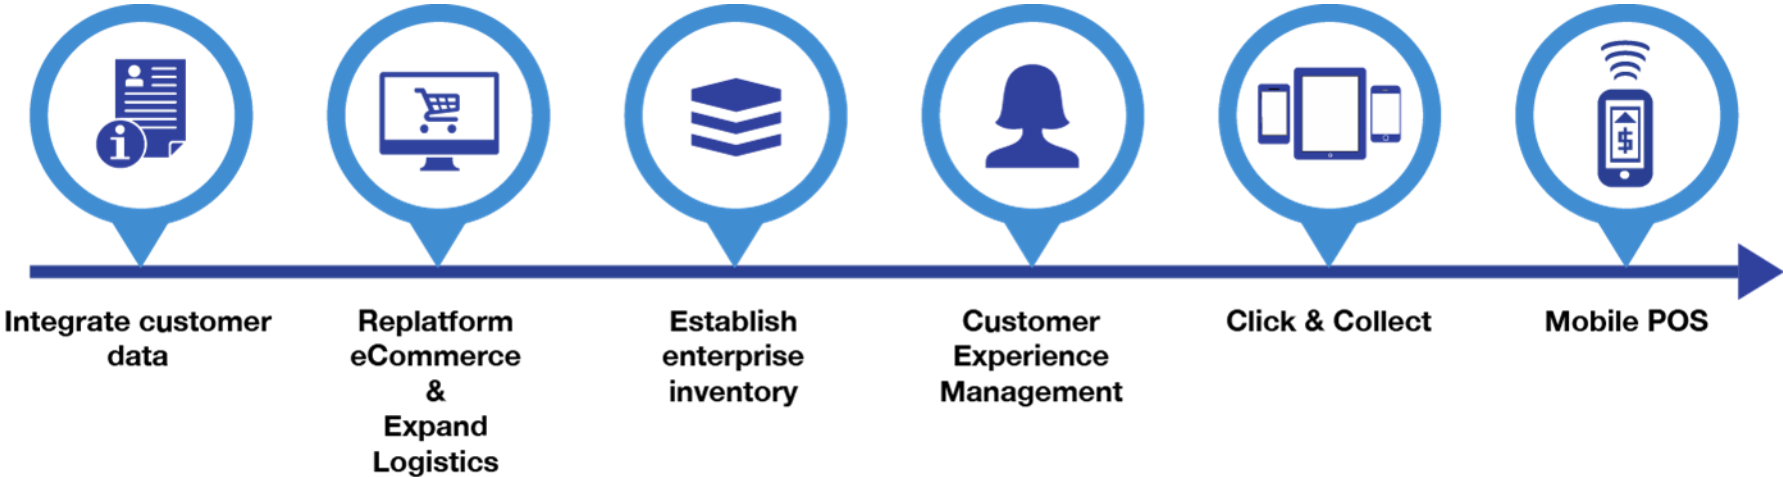 Integrate customer
data
Replatform
eCommerce
&
Expand
Logistics
Establish
enterprise
inventory
Customer
Experience
Management
Click & Collect
Mobile POS
i
$